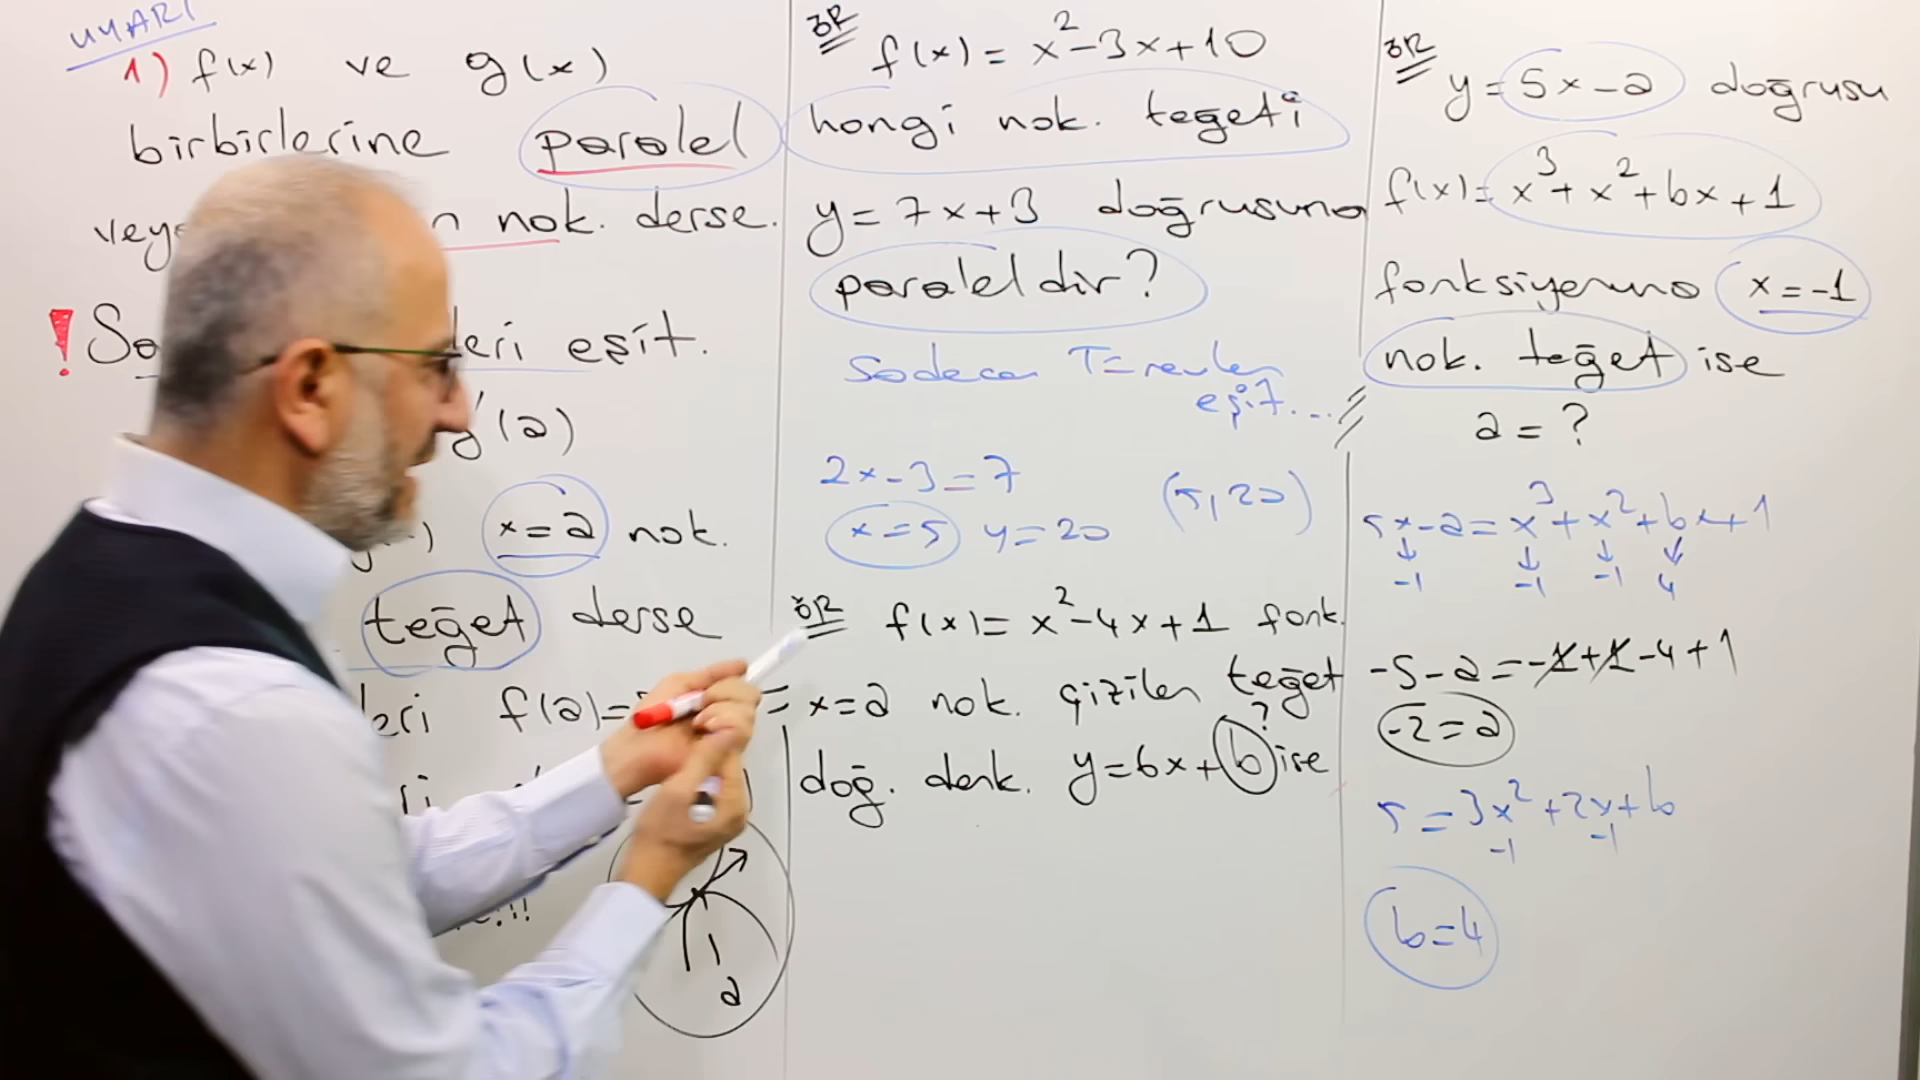 UYARI
1) f(x) ve g(x)
birbirlerine paralel
nok. derse.
! eşit.
g'(a)
x=a nok.
teğet derse
f(a)=
a
ÖR f(x)=x²-3x+10
hangi nok. teğeti
y=7x+3 doğrusuna
paraleldir?
Sadece Türevler
eşit...
2x-3=7
x=5 y=20 (5,20)
ÖR f(x)=x²-4x+1 fonk.
x=a nok. çizilen teğet
doğ. denk. y=6x+b ise
?
ÖR y=5x-a doğrusu
f(x)=x³+x²+bx+1
fonksiyonuna x=-1
nok. teğet ise
a=?
5x-a=x³+x²+bx+1
-1 -1 -1 4
-5-a=-1+1-4+1
-2=a
5=3x²+2x+b
-1 -1
b=4